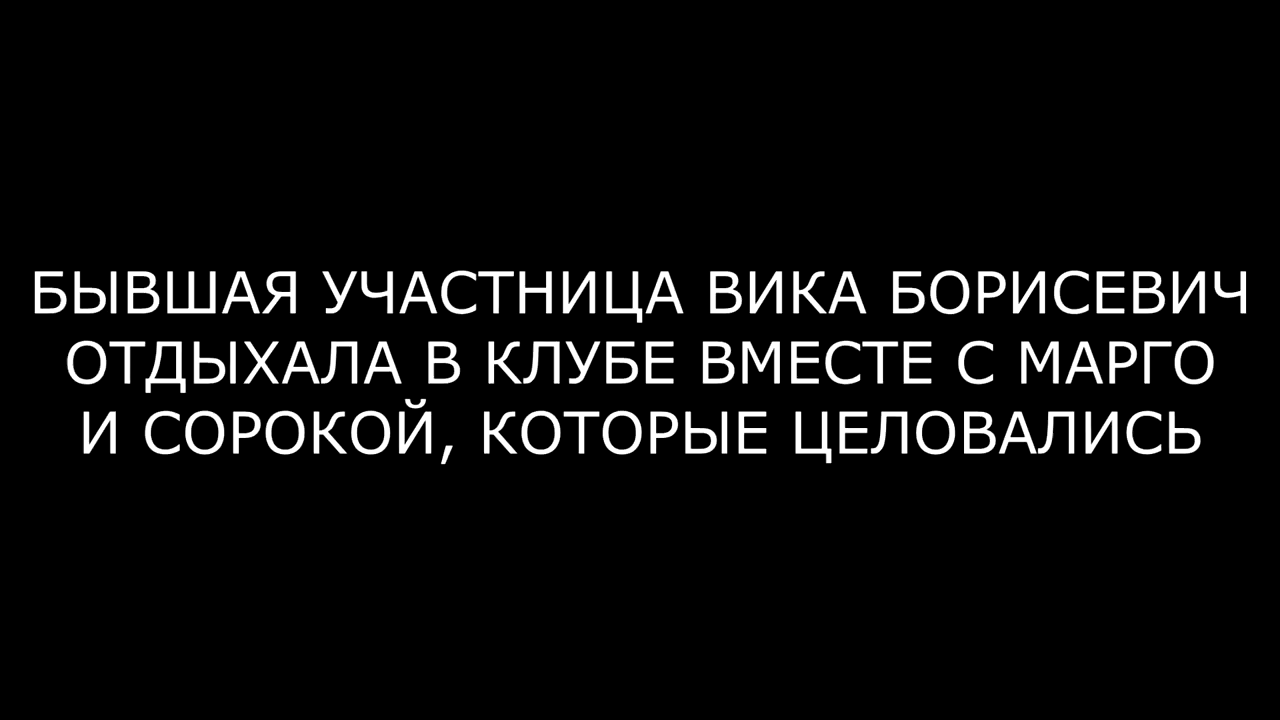 БЫВШАЯ УЧАСТНИЦА ВИКА БОРИСЕВИЧ
ОТДЫХАЛА В КЛУБЕ ВМЕСТЕ С МАРГО
И СОРОКОЙ, КОТОРЫЕ ЦЕЛОВАЛИСЬ